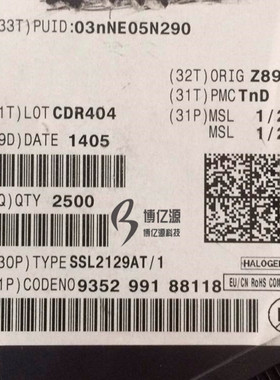 33T) PUID: 03nNE05N290
(32T) ORIG Z89
(31T) PMC TnD
1T) LOT CDR404
(31P) MSL 1/2
MSL 1/2
9D) DATE 1405
Q) QTY 2500
博亿源
博亿源科技
30P) TYPE SSL2129AT/1
HALOGE
1P) CODENO 9352 991 88118
EU/CN RoHS COM